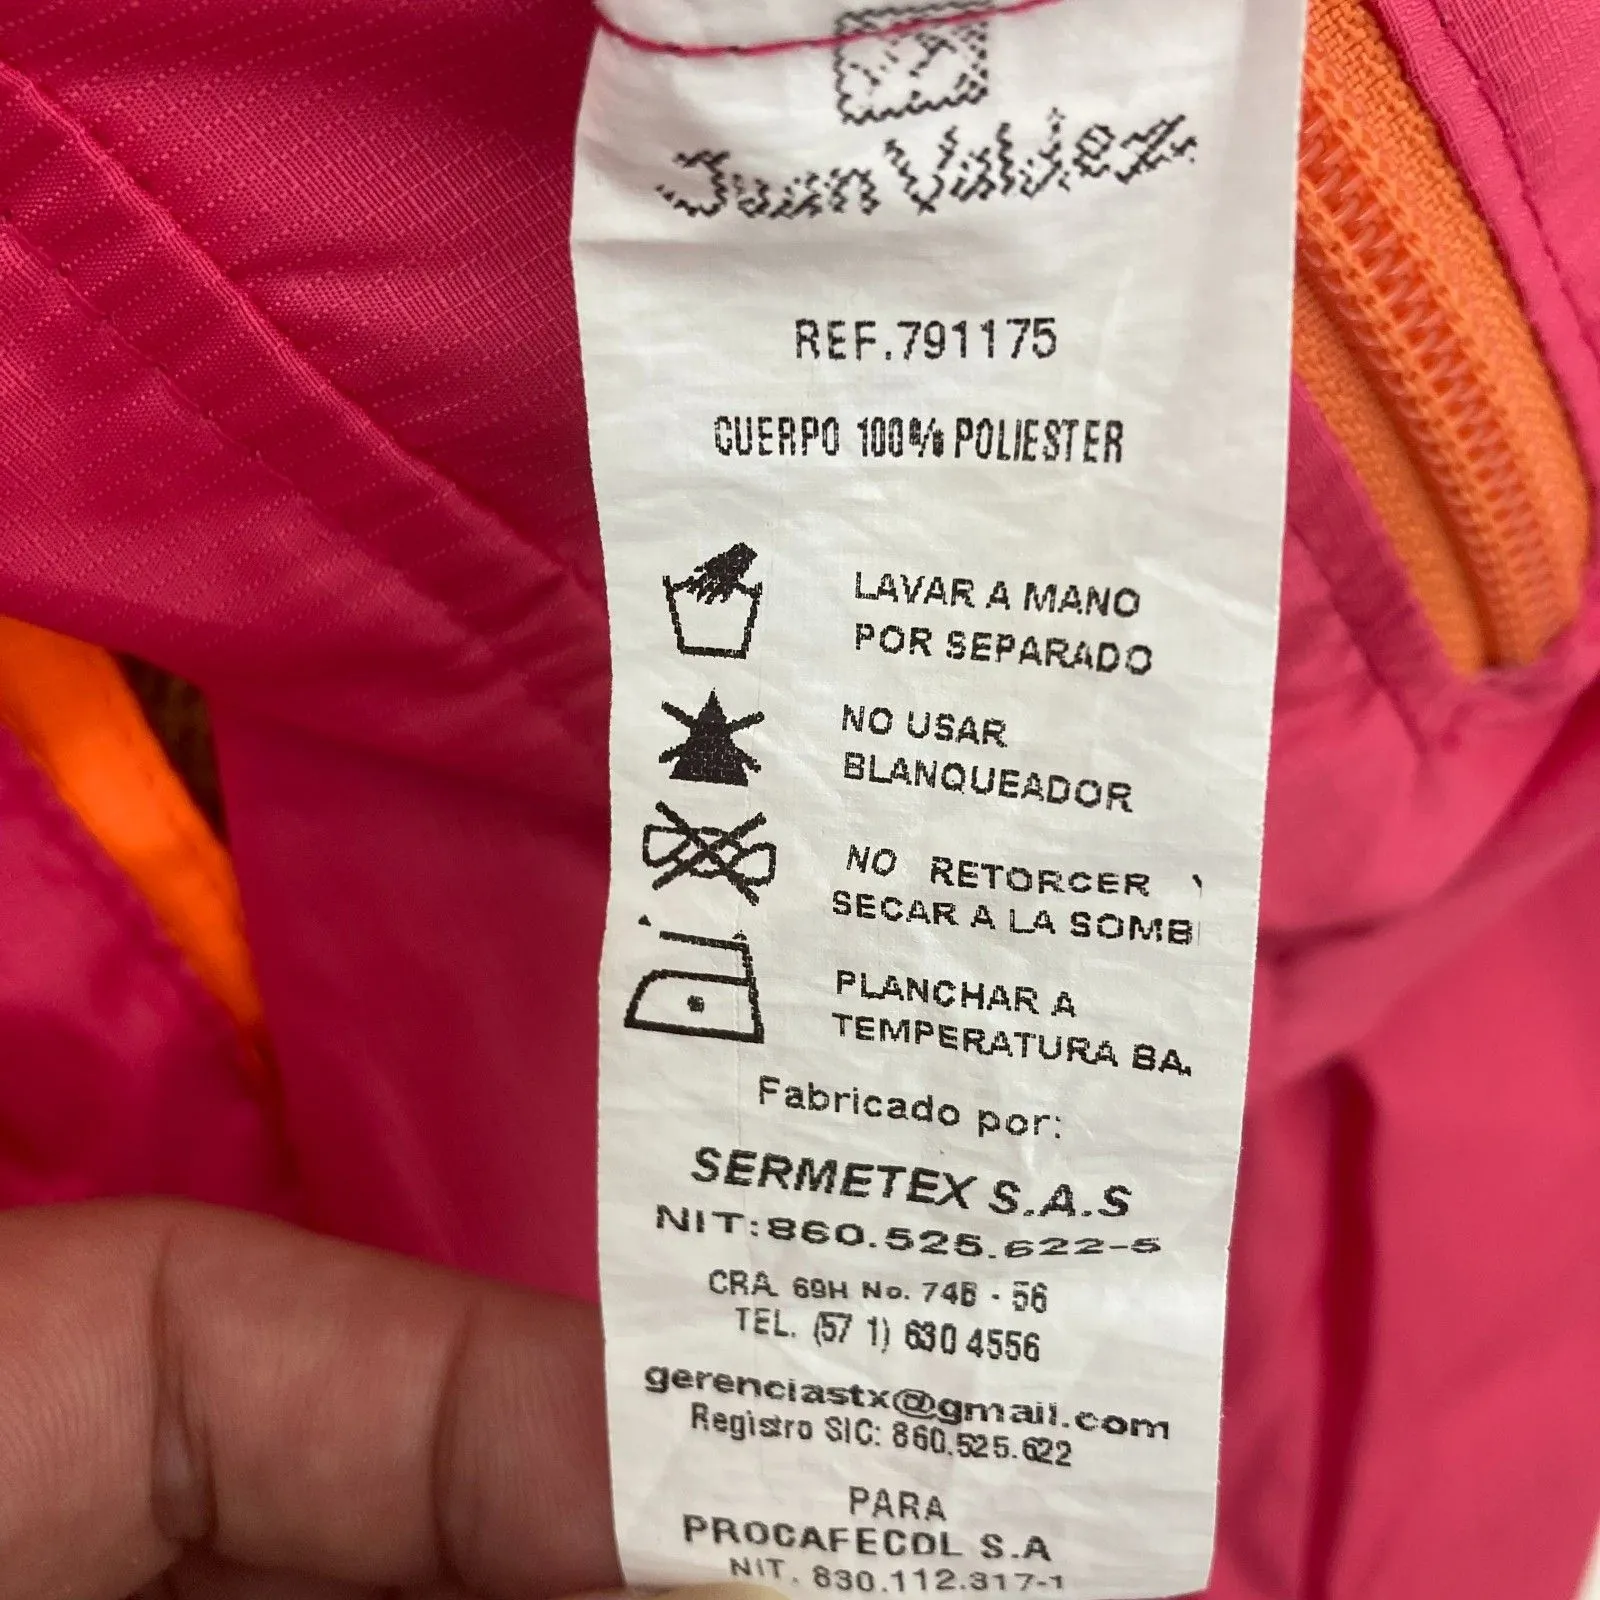 Juan Valdez
REF.791175
CUERPO 100% POLIESTER
LAVAR A MANO
POR SEPARADO
NO USAR
BLANQUEADOR
NO RETORCER Y
SECAR A LA SOMB
PLANCHAR A
TEMPERATURA BA
Fabricado por:
SERMETEX S.A.S
NIT:860.525.622-5
CRA. 69H No. 74B - 56
TEL. (57 1) 630 4556
gerenciastx@gmail.com
Registro SIC: 860.525.622
PARA
PROCAFECOL S.A
NIT. 830.112.317-1